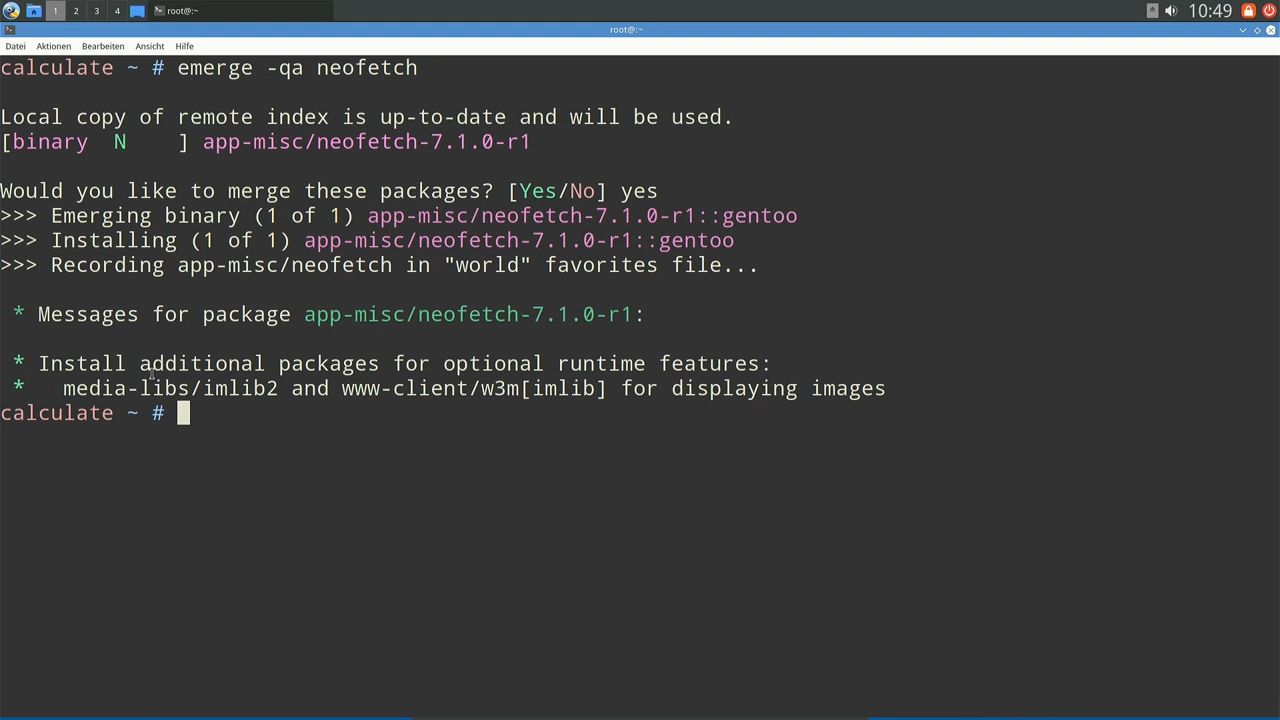 1 2 3 4 root@:~ 10:49
root@:~
Datei Aktionen Bearbeiten Ansicht Hilfe
calculate ~ # emerge -qa neofetch
Local copy of remote index is up-to-date and will be used.
[binary  N    ] app-misc/neofetch-7.1.0-r1
Would you like to merge these packages? [Yes/No] yes
>>> Emerging binary (1 of 1) app-misc/neofetch-7.1.0-r1::gentoo
>>> Installing (1 of 1) app-misc/neofetch-7.1.0-r1::gentoo
>>> Recording app-misc/neofetch in "world" favorites file...
* Messages for package app-misc/neofetch-7.1.0-r1:
* Install additional packages for optional runtime features:
*   media-libs/imlib2 and www-client/w3m[imlib] for displaying images
calculate ~ #